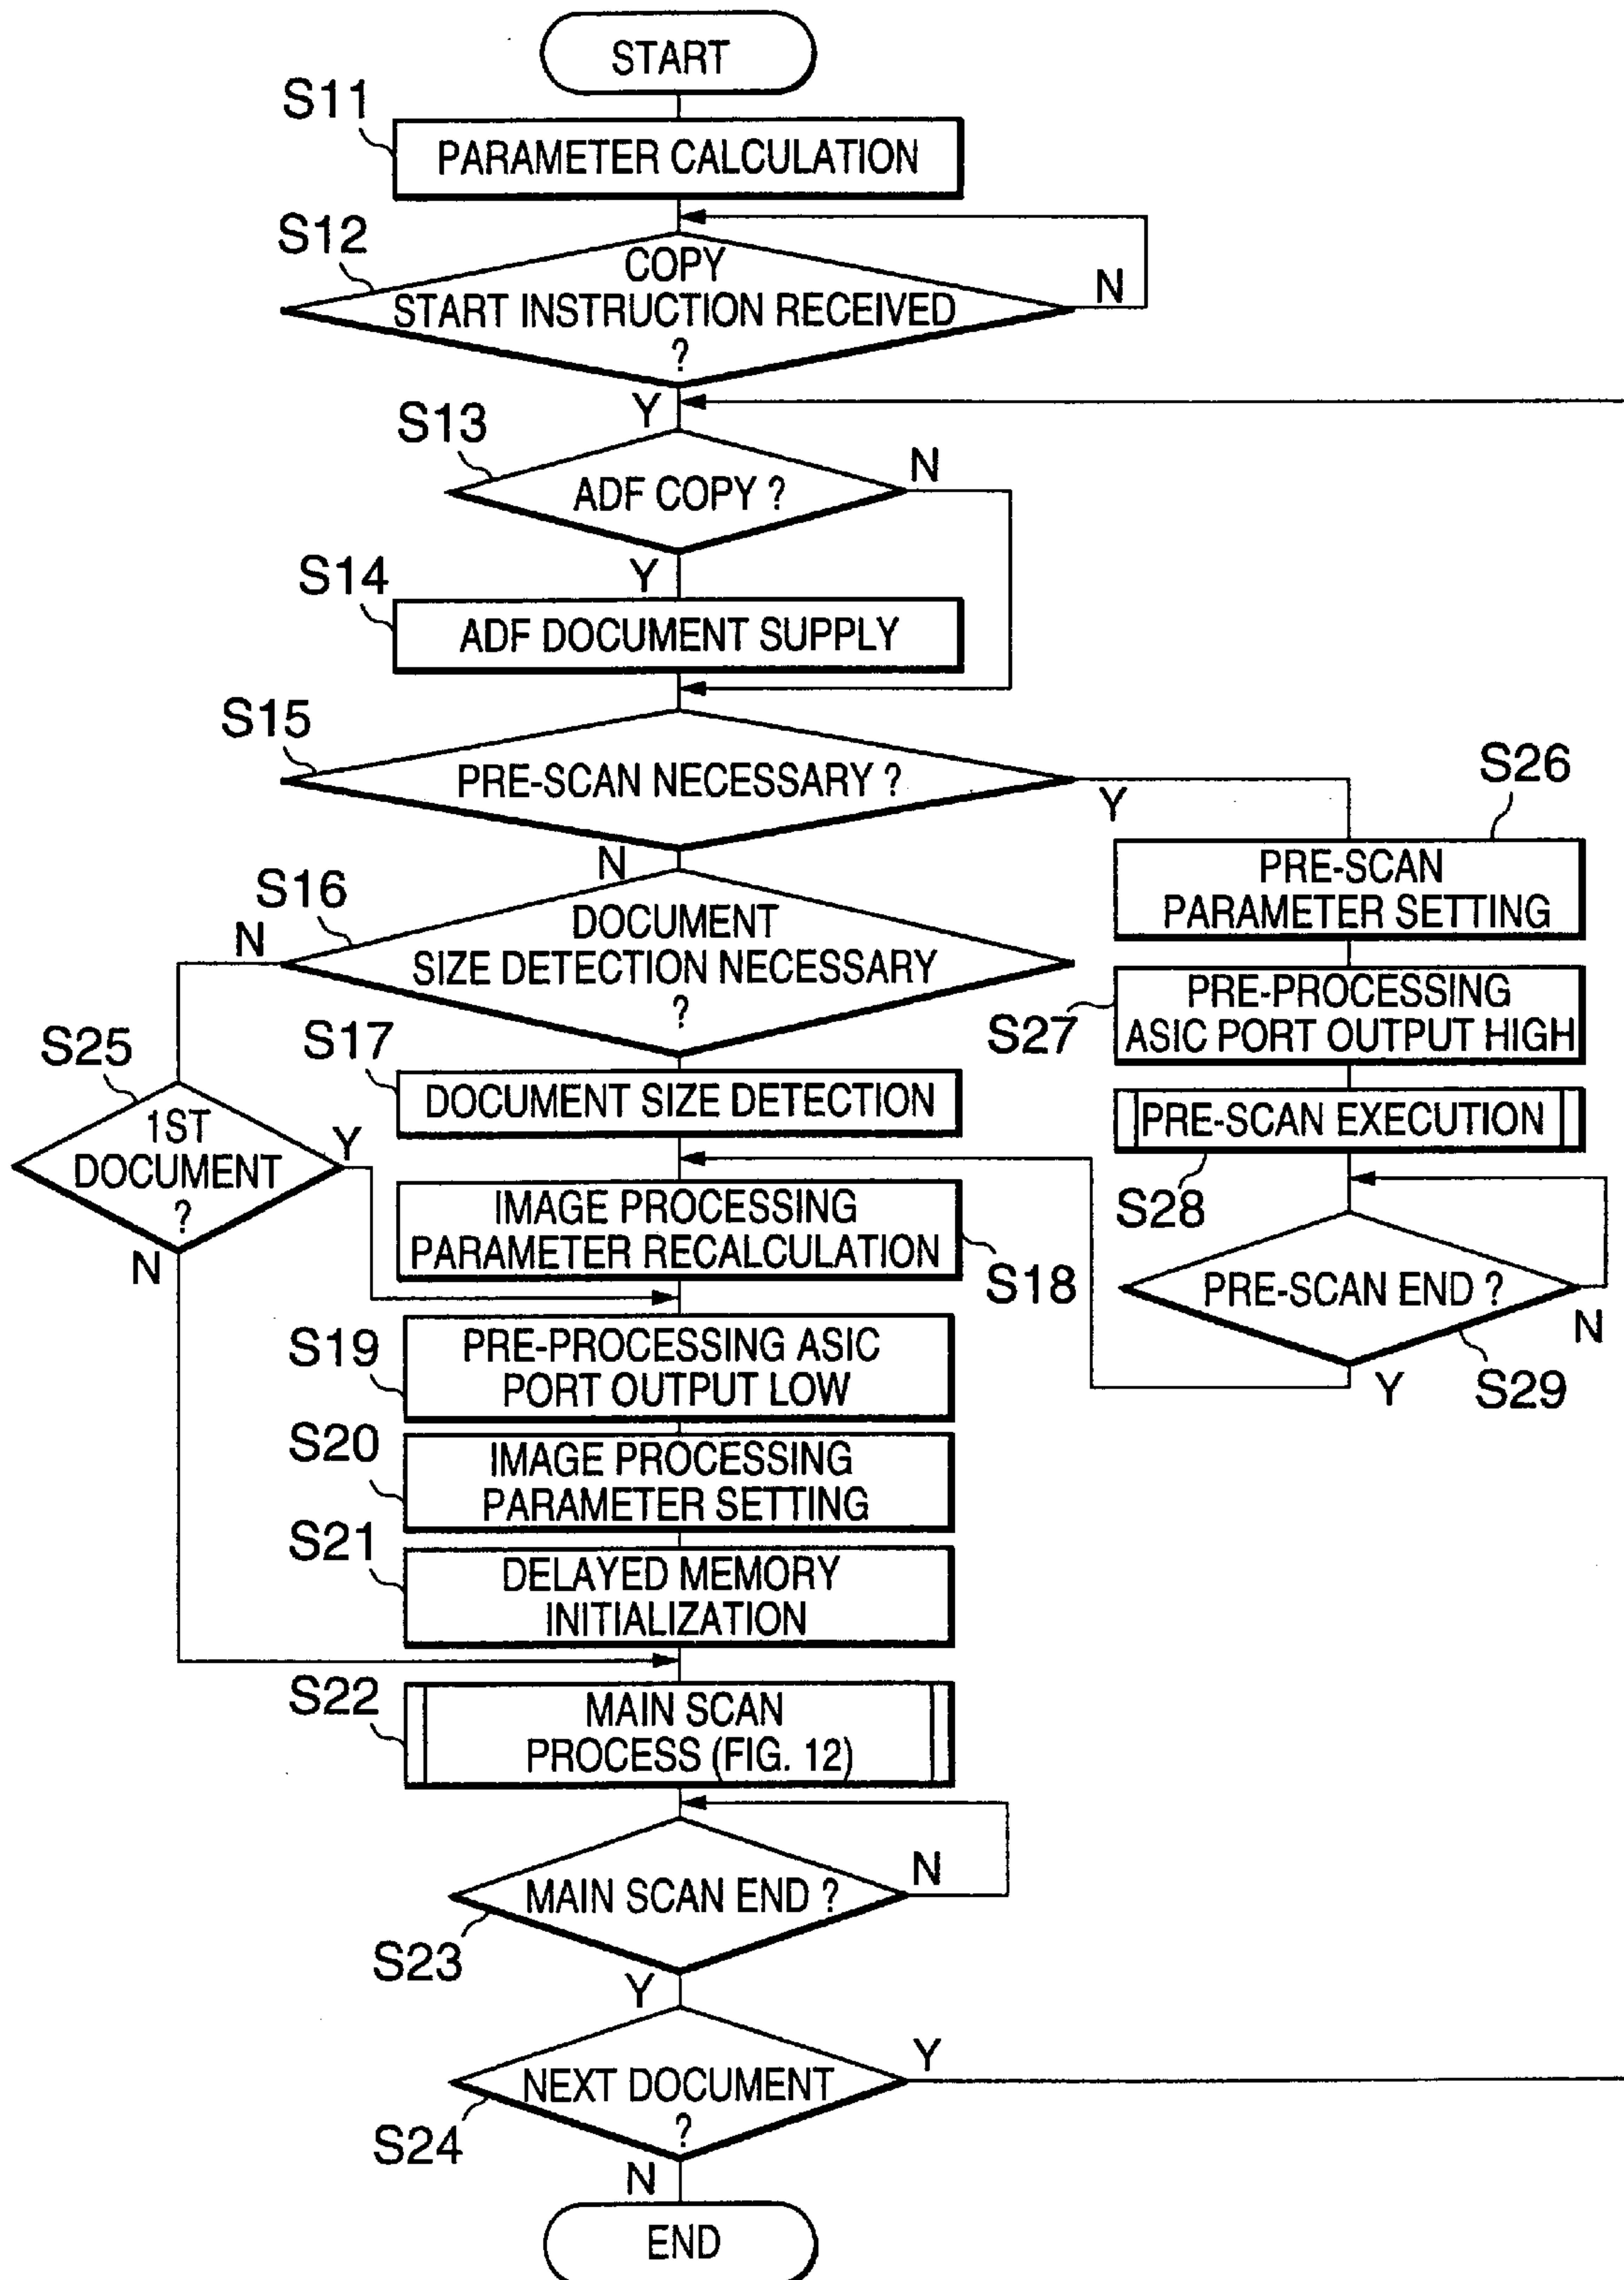 START
S11
PARAMETER CALCULATION
S12
COPY
START INSTRUCTION RECEIVED
?
N
Y
S13
ADF COPY ?
N
Y
S14
ADF DOCUMENT SUPPLY
S15
PRE-SCAN NECESSARY ?
Y
N
S26
PRE-SCAN
PARAMETER SETTING
S16
DOCUMENT
SIZE DETECTION NECESSARY
?
N
S27
PRE-PROCESSING
ASIC PORT OUTPUT HIGH
S25
1ST
DOCUMENT
?
Y
N
S17
DOCUMENT SIZE DETECTION
PRE-SCAN EXECUTION
S28
IMAGE PROCESSING
PARAMETER RECALCULATION
S18
PRE-SCAN END ?
N
Y
S29
S19
PRE-PROCESSING ASIC
PORT OUTPUT LOW
S20
IMAGE PROCESSING
PARAMETER SETTING
S21
DELAYED MEMORY
INITIALIZATION
S22
MAIN SCAN
PROCESS (FIG. 12)
MAIN SCAN END ?
N
S23
Y
NEXT DOCUMENT
?
Y
S24
N
END